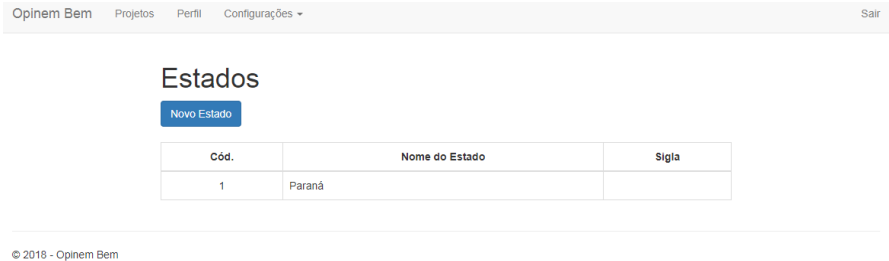 Opinem Bem Projetos Perfil Configurações Sair
Estados
Novo Estado
Cód. Nome do Estado Sigla
1 Paraná
© 2018 - Opinem Bem